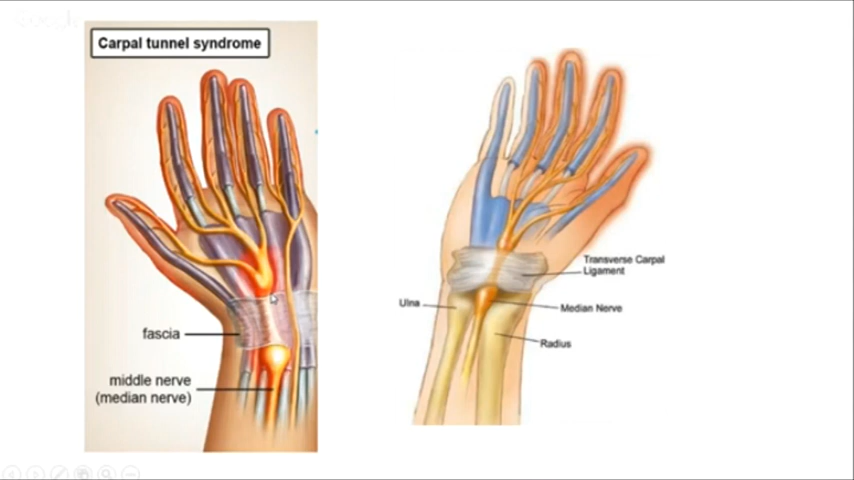 Carpal tunnel syndrome
fascia
middle nerve
(median nerve)
Transverse Carpal
Ligament
Ulna
Median Nerve
Radius